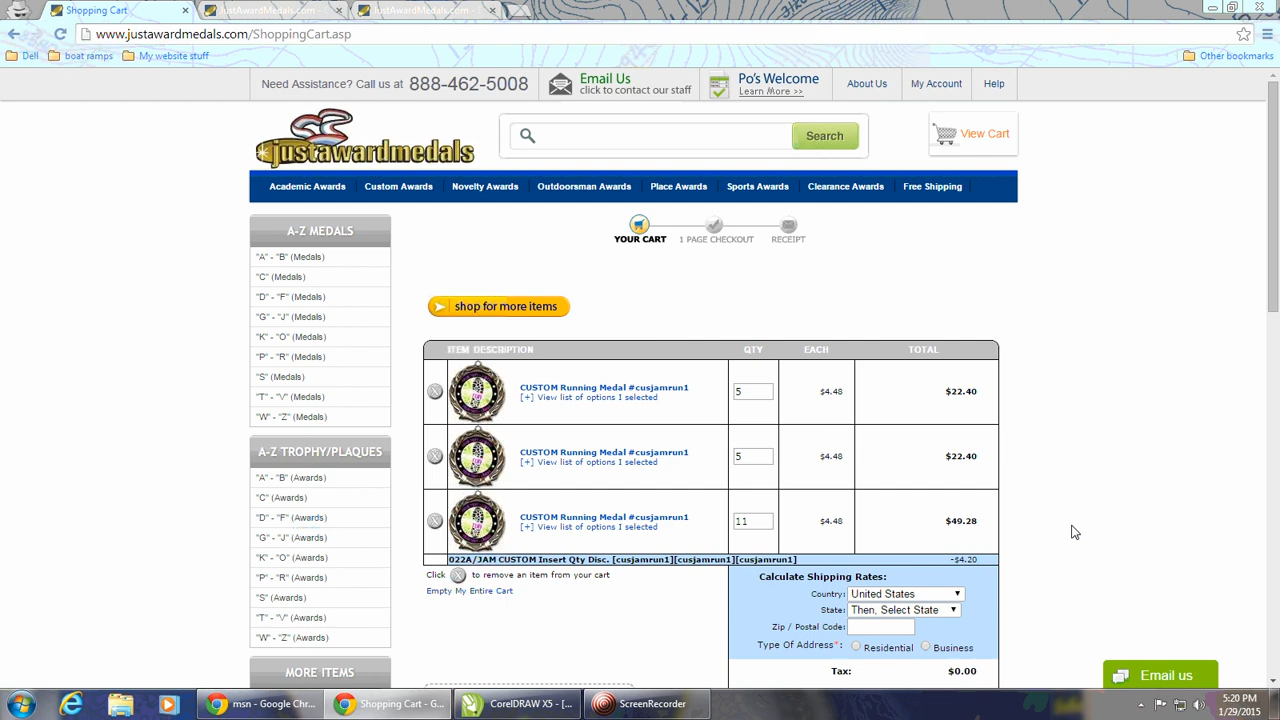 Shopping Cart
JustAwardMedals.com -
JustAwardMedals.com -
www.justawardmedals.com/ShoppingCart.asp
Dell
boat ramps
My website stuff
Other bookmarks
Need Assistance? Call us at 888-462-5008
Email Us
click to contact our staff
Po's Welcome
Learn More >>
About Us
My Account
Help
justawardmedals
Search
View Cart
Academic Awards
Custom Awards
Novelty Awards
Outdoorsman Awards
Place Awards
Sports Awards
Clearance Awards
Free Shipping
YOUR CART
1 PAGE CHECKOUT
RECEIPT
A-Z MEDALS
"A" - "B" (Medals)
"C" (Medals)
"D" - "F" (Medals)
"G" - "J" (Medals)
"K" - "O" (Medals)
"P" - "R" (Medals)
"S" (Medals)
"T" - "V" (Medals)
"W" - "Z" (Medals)
A-Z TROPHY/PLAQUES
"A" - "B" (Awards)
"C" (Awards)
"D" - "F" (Awards)
"G" - "J" (Awards)
"K" - "O" (Awards)
"P" - "R" (Awards)
"S" (Awards)
"T" - "V" (Awards)
"W" - "Z" (Awards)
MORE ITEMS
shop for more items
ITEM DESCRIPTION QTY EACH TOTAL
CUSTOM Running Medal #cusjamrun1
[+] View list of options I selected
5 $4.48 $22.40
CUSTOM Running Medal #cusjamrun1
[+] View list of options I selected
5 $4.48 $22.40
CUSTOM Running Medal #cusjamrun1
[+] View list of options I selected
11 $4.48 $49.28
022A/JAM CUSTOM Insert Qty Disc. [cusjamrun1][cusjamrun1][cusjamrun1] -$4.20
Click X to remove an item from your cart
Empty My Entire Cart
Calculate Shipping Rates:
Country: United States
State: Then, Select State
Zip / Postal Code:
Type Of Address*: Residential Business
Tax: $0.00
Email us
msn - Google Chr...
Shopping Cart - G...
CorelDRAW X5 - [...
ScreenRecorder
5:20 PM
1/29/2015